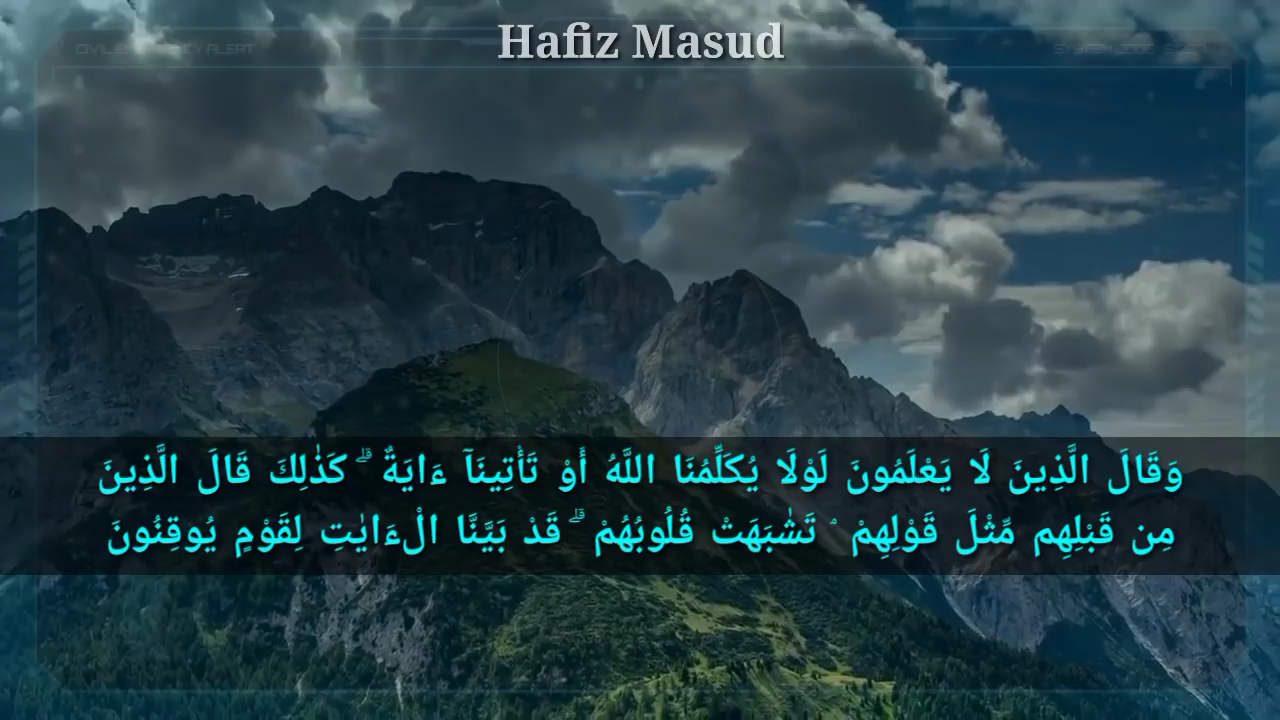 Hafiz Masud
وَقَالَ الَّذِينَ لَا يَعْلَمُونَ لَوْلَا يُكَلِّمُنَا اللَّهُ أَوْ تَأْتِينَآ ءَايَةٌ ۗ كَذٰلِكَ قَالَ الَّذِينَ
مِن قَبْلِهِم مِّثْلَ قَوْلِهِمْ ۘ تَشٰبَهَتْ قُلُوبُهُمْ ۗ قَدْ بَيَّنَّا الْءَايٰتِ لِقَوْمٍ يُوقِنُونَ